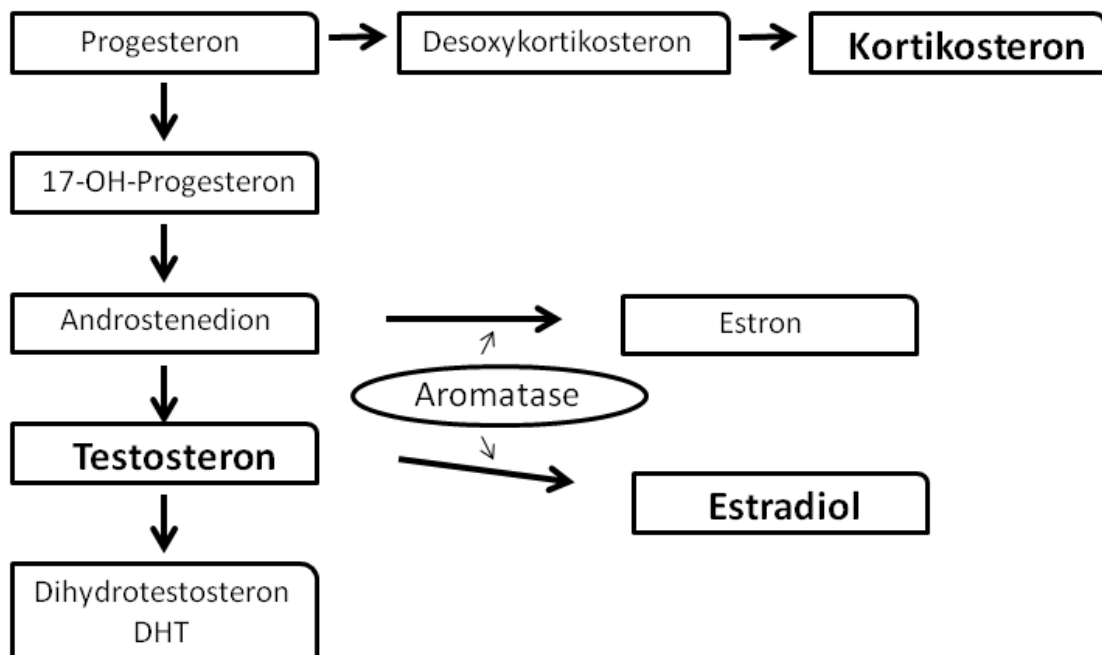 Progesteron
Desoxykortikosteron
Kortikosteron
17-OH-Progesteron
Androstenedion
Estron
Aromatase
Testosteron
Estradiol
Dihydrotestosteron
DHT